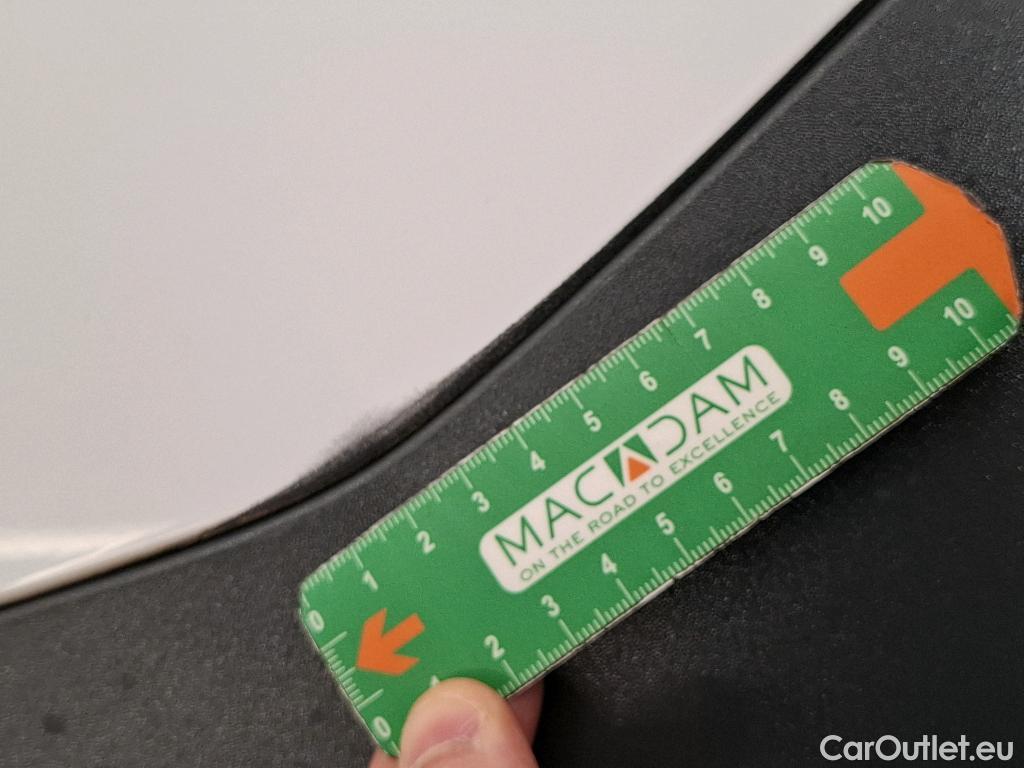 0 1 2 3 4 5 6 7 8 9 10
MACADAM
ON THE ROAD TO EXCELLENCE
0 1 2 3 4 5 6 7 8 9 10
CarOutlet.eu